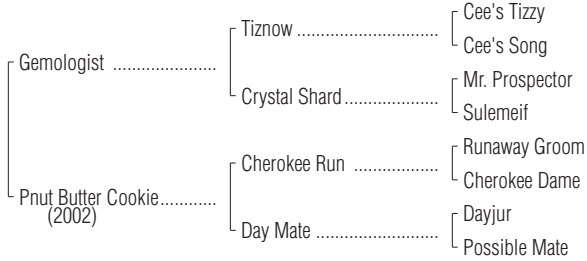 Cee's Tizzy
Tiznow ................................
Cee's Song
Gemologist .......................
Mr. Prospector
Crystal Shard.....................
Sulemeif
Runaway Groom
Cherokee Run ...................
Cherokee Dame
Pnut Butter Cookie............
(2002)
Dayjur
Day Mate ...........................
Possible Mate